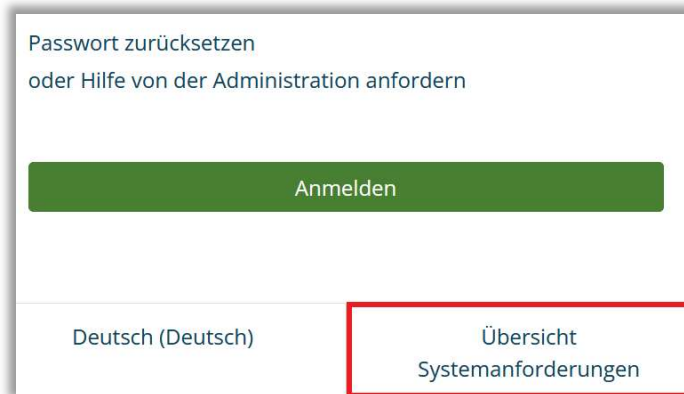 Passwort zurücksetzen
oder Hilfe von der Administration anfordern
Anmelden
Deutsch (Deutsch)
Übersicht
Systemanforderungen